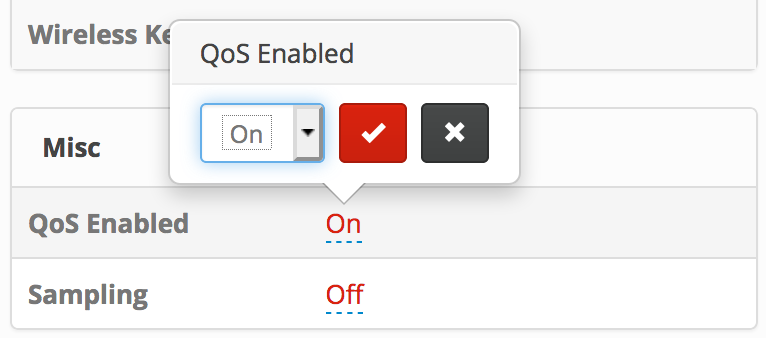 Wireless Ke
QoS Enabled
On
Misc
QoS Enabled On
Sampling Off